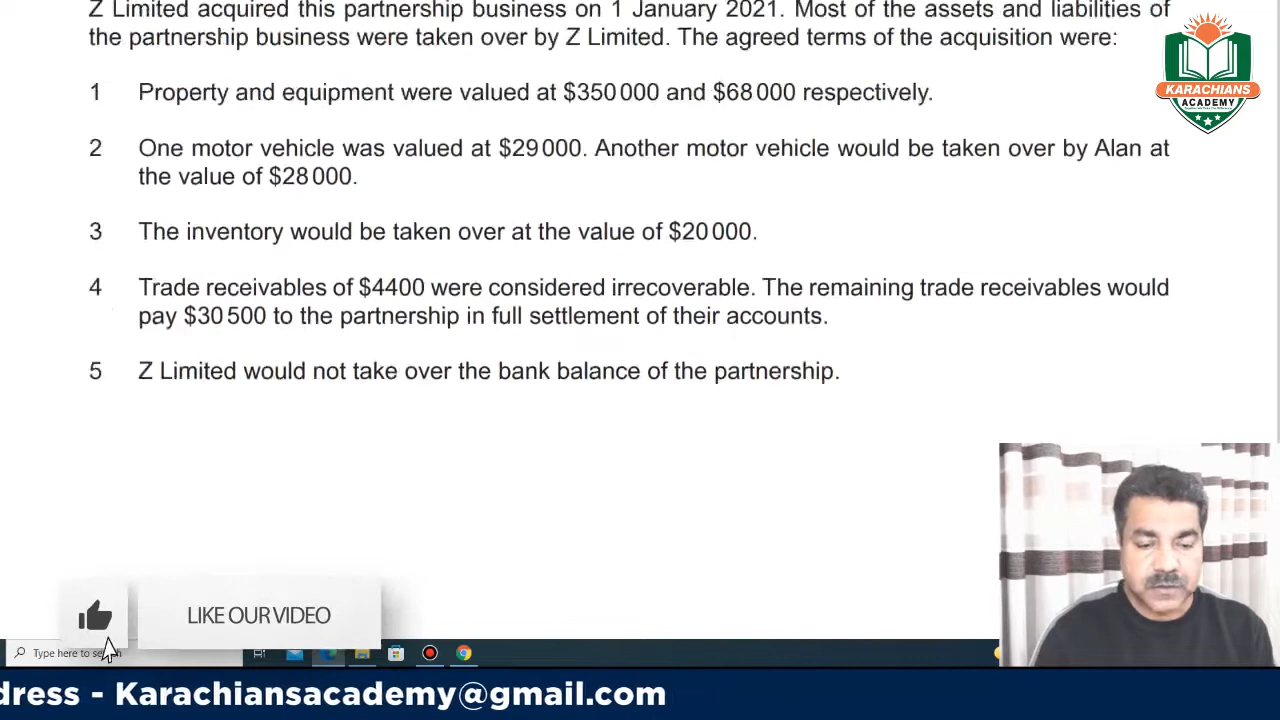 Z Limited acquired this partnership business on 1 January 2021. Most of the assets and liabilities of
the partnership business were taken over by Z Limited. The agreed terms of the acquisition were:
1 Property and equipment were valued at $350 000 and $68 000 respectively.
2 One motor vehicle was valued at $29 000. Another motor vehicle would be taken over by Alan at
the value of $28 000.
3 The inventory would be taken over at the value of $20 000.
4 Trade receivables of $4400 were considered irrecoverable. The remaining trade receivables would
pay $30 500 to the partnership in full settlement of their accounts.
5 Z Limited would not take over the bank balance of the partnership.
KARACHIANS
ACADEMY
LIKE OUR VIDEO
Type here to search
dress - Karachiansacademy@gmail.com